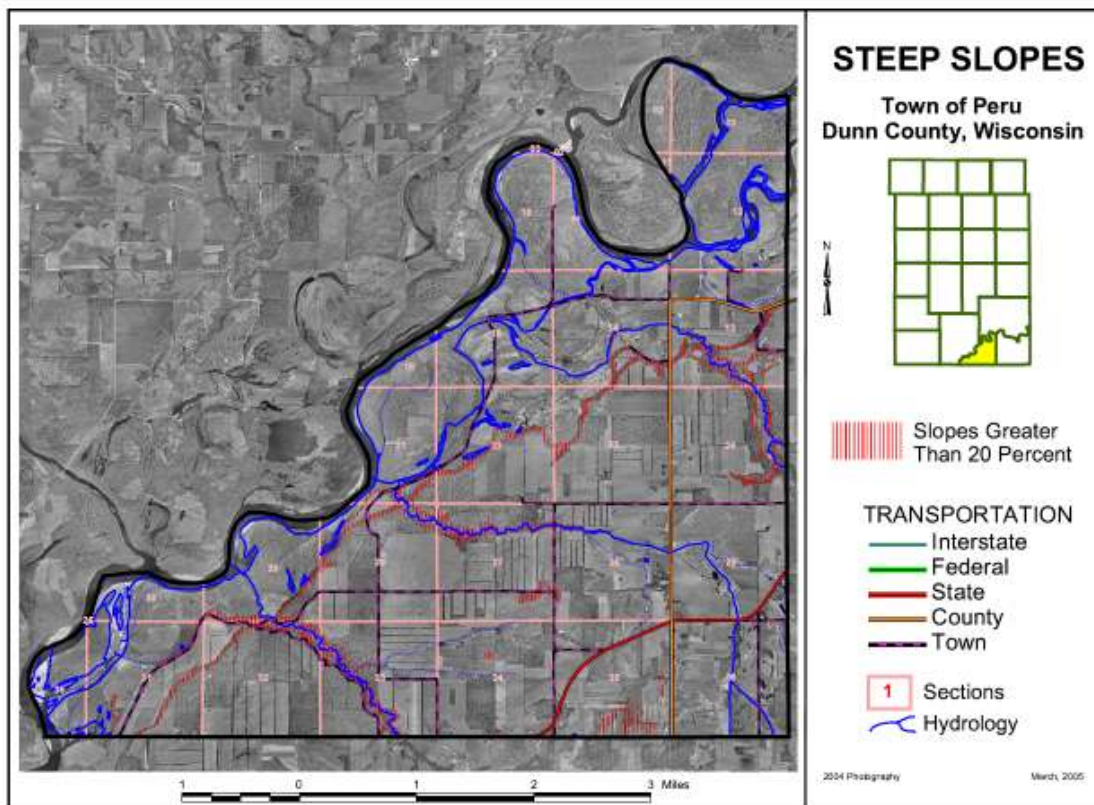 STEEP SLOPES
Town of Peru
Dunn County, Wisconsin
N
Slopes Greater
Than 20 Percent
TRANSPORTATION
Interstate
Federal
State
County
Town
1 Sections
Hydrology
2004 Photography March, 2005
1 0 1 2 3 Miles